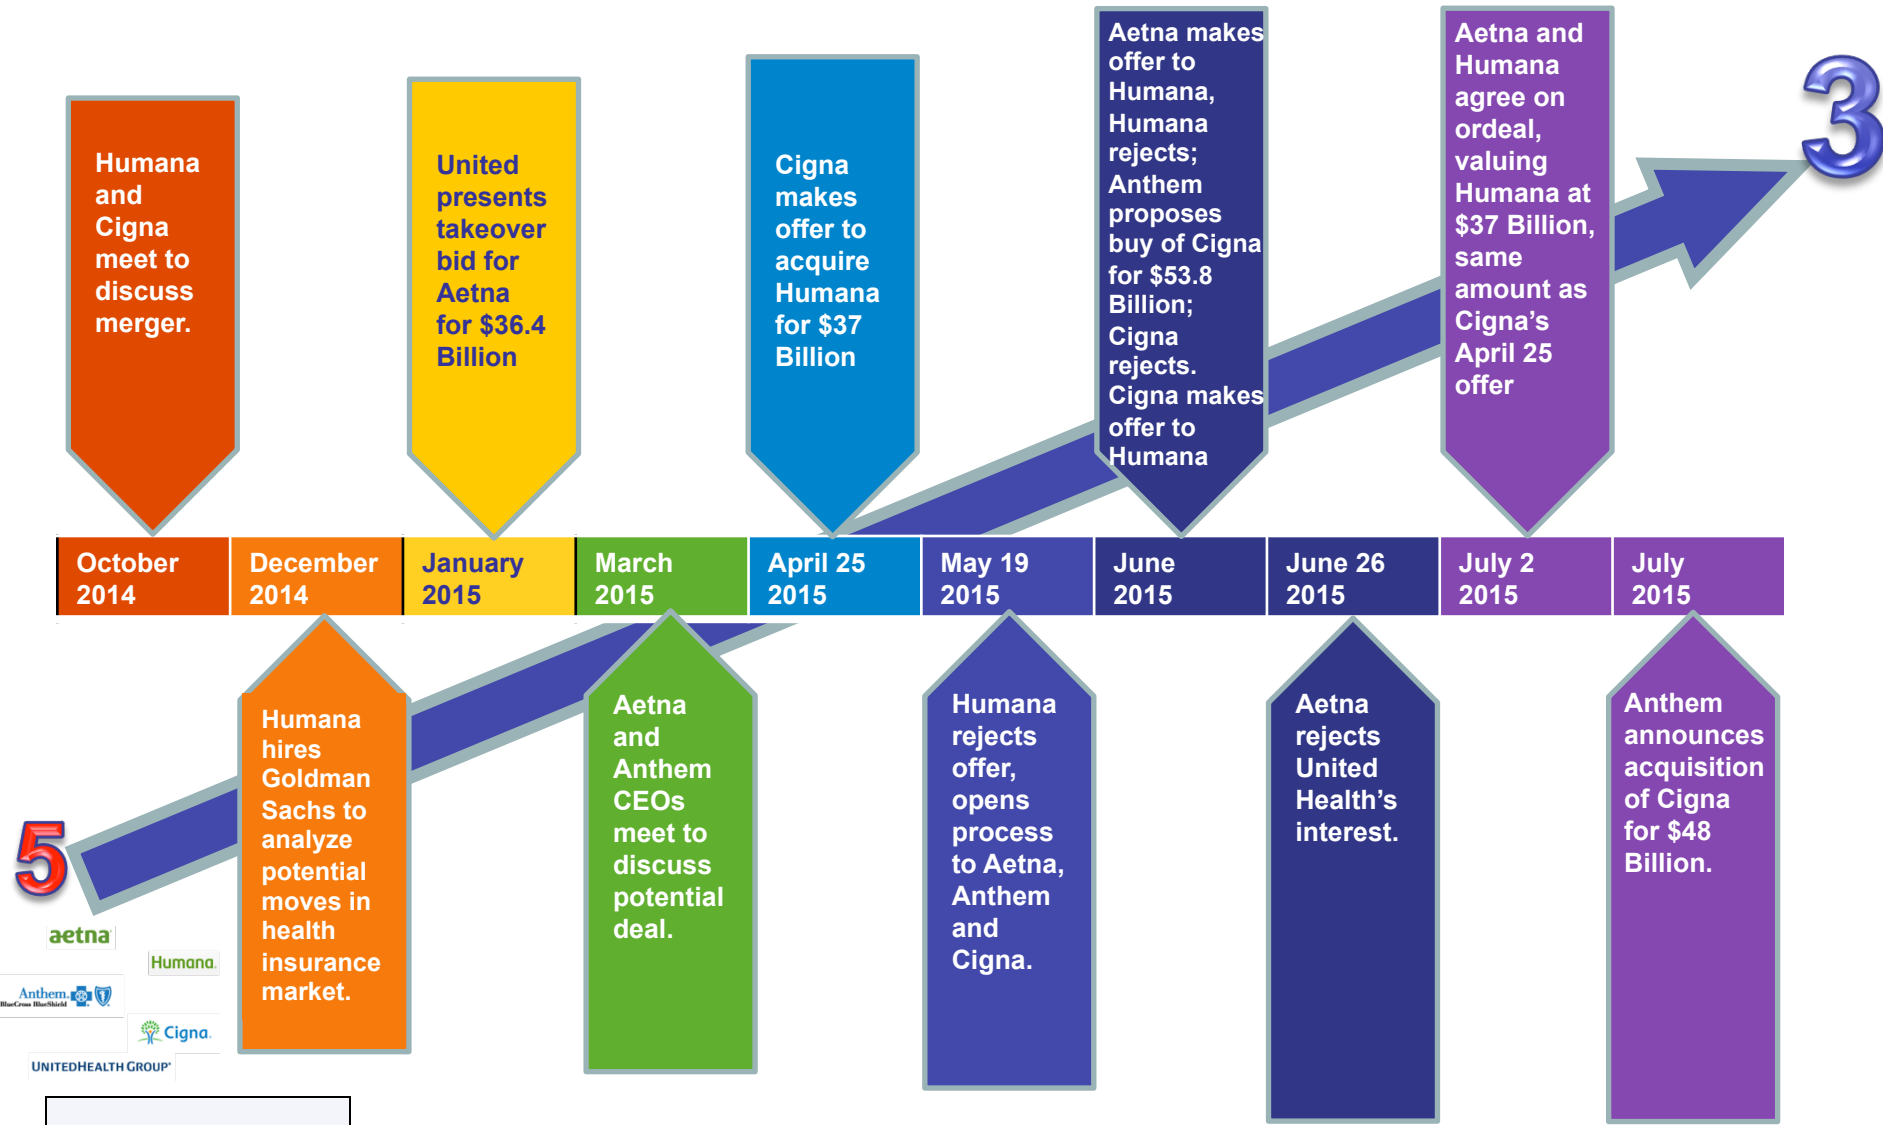 Humana
and
Cigna
meet to
discuss
merger.
United
presents
takeover
bid for
Aetna
for $36.4
Billion
Cigna
makes
offer to
acquire
Humana
for $37
Billion
Aetna makes
offer to
Humana,
Humana
rejects;
Anthem
proposes
buy of Cigna
for $53.8
Billion;
Cigna
rejects.
Cigna makes
offer to
Humana
Aetna and
Humana
agree on
ordeal,
valuing
Humana at
$37 Billion,
same
amount as
Cigna’s
April 25
offer
3
October
2014
December
2014
January
2015
March
2015
April 25
2015
May 19
2015
June
2015
June 26
2015
July 2
2015
July
2015
Humana
hires
Goldman
Sachs to
analyze
potential
moves in
health
insurance
market.
Aetna
and
Anthem
CEOs
meet to
discuss
potential
deal.
Humana
rejects
offer,
opens
process
to Aetna,
Anthem
and
Cigna.
Aetna
rejects
United
Health’s
interest.
Anthem
announces
acquisition
of Cigna
for $48
Billion.
5
aetna
Humana.
Anthem.
BlueCross BlueShield
Cigna.
UNITEDHEALTH GROUP